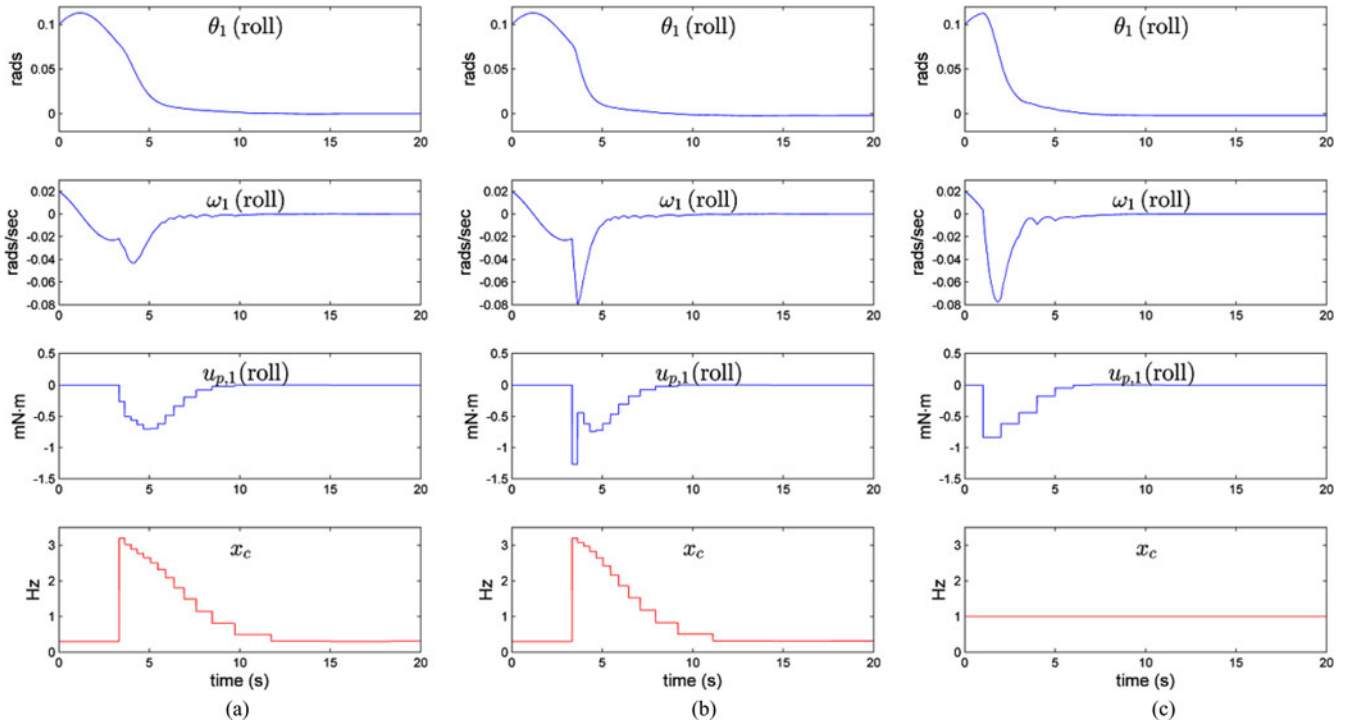 θ₁ (roll)
rads
0.1
0.05
0
0 5 10 15 20
ω₁ (roll)
rads/sec
0.02
0
-0.02
-0.04
-0.06
-0.08
0 5 10 15 20
u_{p,1} (roll)
mN·m
0.5
0
-0.5
-1
-1.5
0 5 10 15 20
x_c
Hz
3
2
1
0
0 5 10 15 20
time (s)
(a)
θ₁ (roll)
rads
0.1
0.05
0
0 5 10 15 20
ω₁ (roll)
rads/sec
0.02
0
-0.02
-0.04
-0.06
-0.08
0 5 10 15 20
u_{p,1} (roll)
mN·m
0.5
0
-0.5
-1
-1.5
0 5 10 15 20
x_c
Hz
3
2
1
0
0 5 10 15 20
time (s)
(b)
θ₁ (roll)
rads
0.1
0.05
0
0 5 10 15 20
ω₁ (roll)
rads/sec
0.02
0
-0.02
-0.04
-0.06
-0.08
0 5 10 15 20
u_{p,1} (roll)
mN·m
0.5
0
-0.5
-1
-1.5
0 5 10 15 20
x_c
Hz
3
2
1
0
0 5 10 15 20
time (s)
(c)